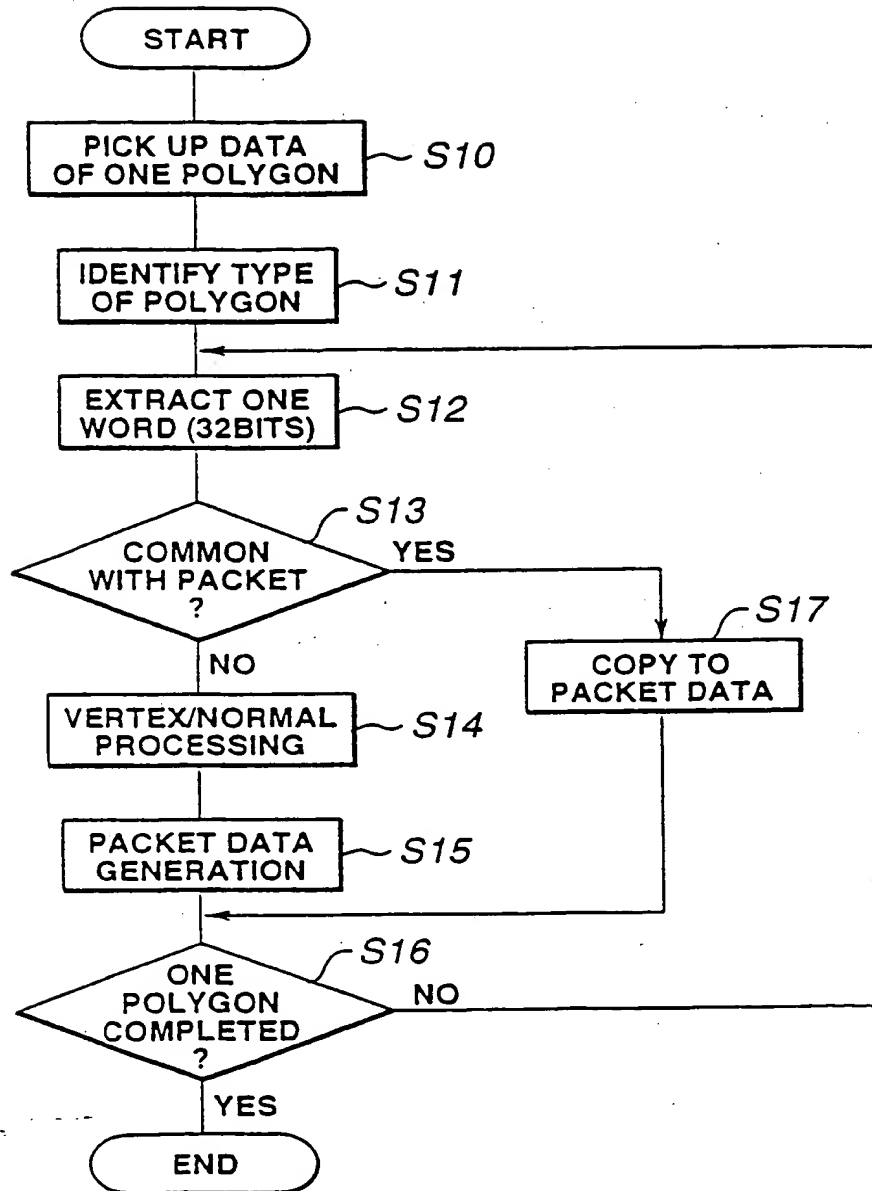 START
PICK UP DATA
OF ONE POLYGON
S10
IDENTIFY TYPE
OF POLYGON
S11
EXTRACT ONE
WORD (32BITS)
S12
S13
COMMON
WITH PACKET
?
YES
NO
S17
COPY TO
PACKET DATA
VERTEX/NORMAL
PROCESSING
S14
PACKET DATA
GENERATION
S15
S16
ONE
POLYGON
COMPLETED
?
NO
YES
END